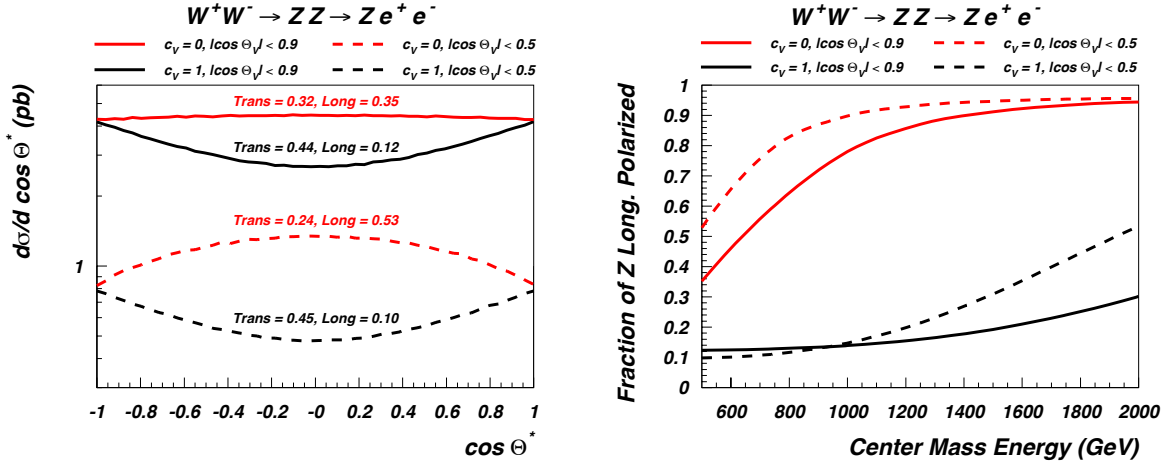 W⁺W⁻ → Z Z → Z e⁺ e⁻
c_V = 0, |cos Θ_V| < 0.9
c_V = 0, |cos Θ_V| < 0.5
c_V = 1, |cos Θ_V| < 0.9
c_V = 1, |cos Θ_V| < 0.5
dσ/d cos Θ* (pb)
Trans = 0.32, Long = 0.35
Trans = 0.44, Long = 0.12
Trans = 0.24, Long = 0.53
1
Trans = 0.45, Long = 0.10
-1 -0.8 -0.6 -0.4 -0.2 -0 0.2 0.4 0.6 0.8 1
cos Θ*
W⁺W⁻ → Z Z → Z e⁺ e⁻
c_V = 0, |cos Θ_V| < 0.9
c_V = 0, |cos Θ_V| < 0.5
c_V = 1, |cos Θ_V| < 0.9
c_V = 1, |cos Θ_V| < 0.5
Fraction of Z Long. Polarized
1
0.9
0.8
0.7
0.6
0.5
0.4
0.3
0.2
0.1
0
600 800 1000 1200 1400 1600 1800 2000
Center Mass Energy (GeV)